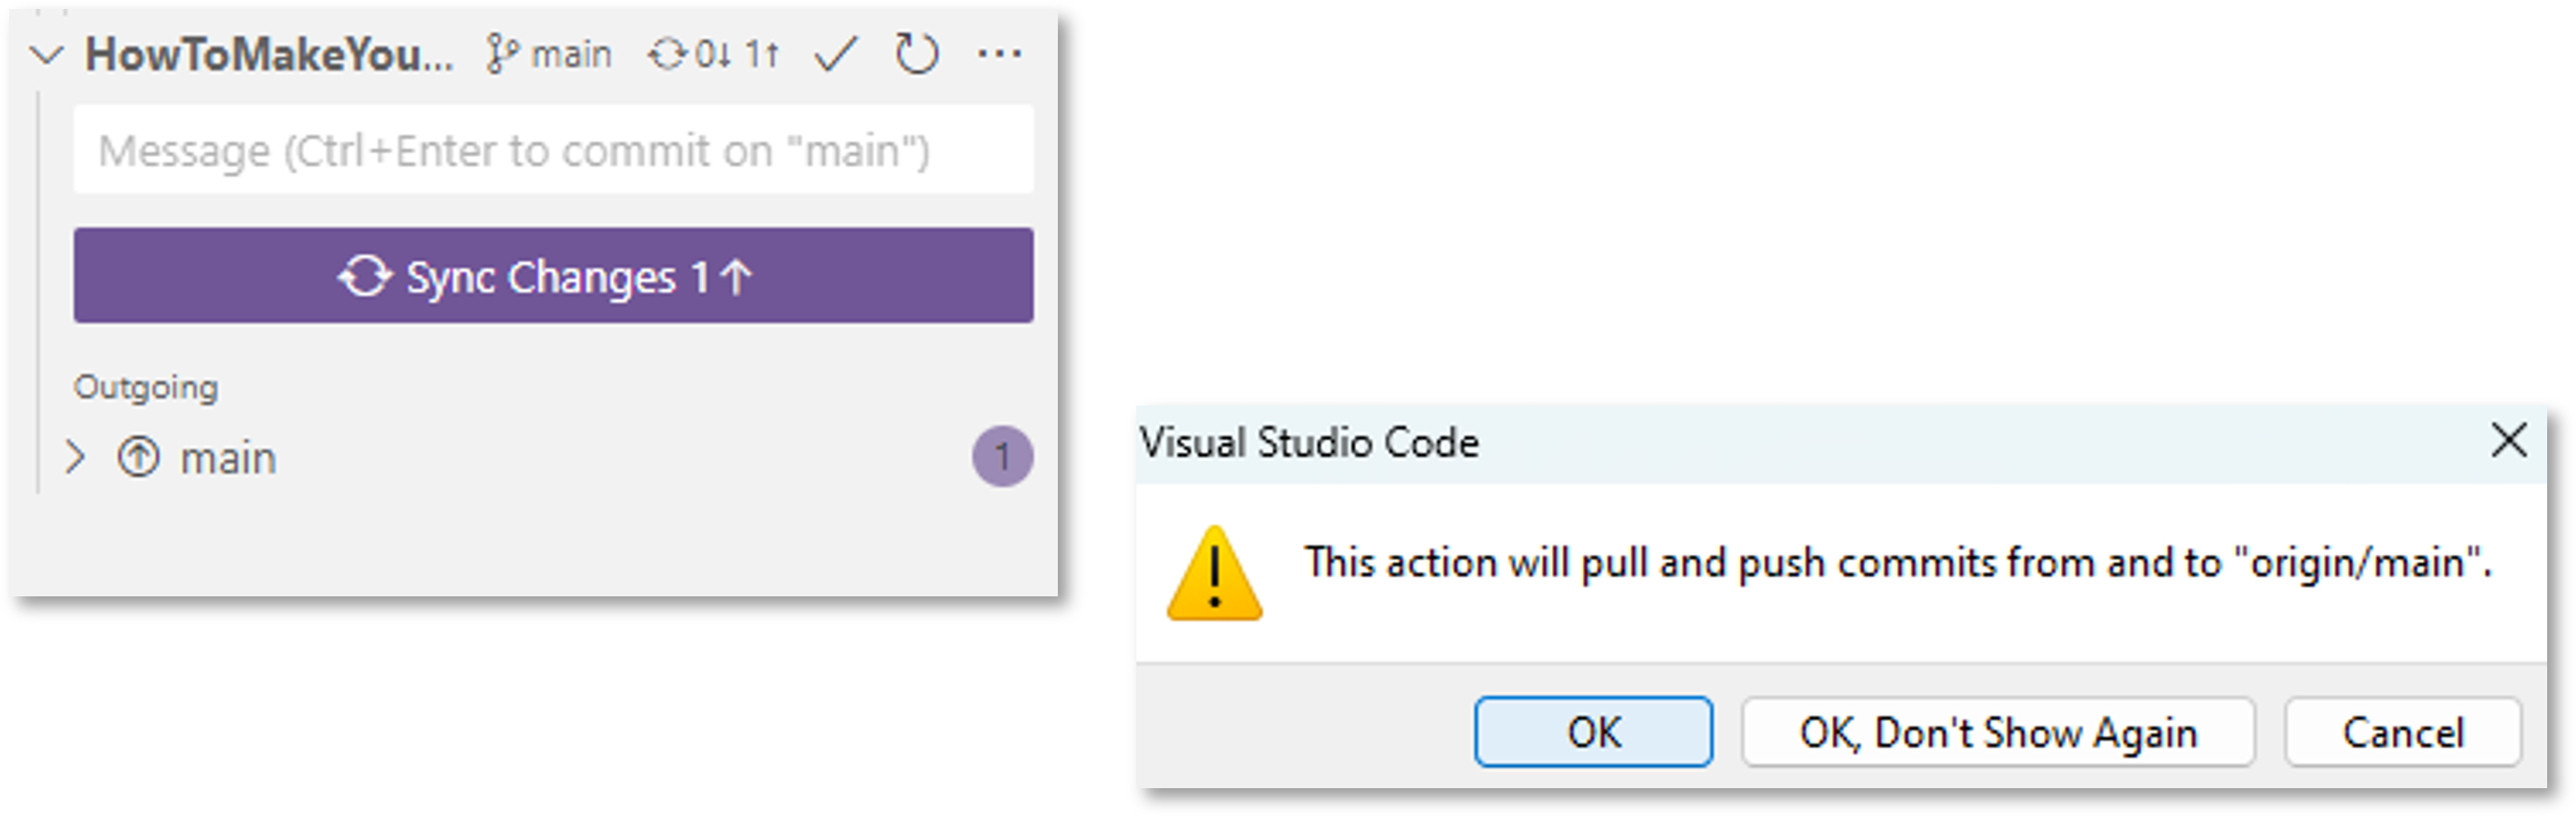 HowToMakeYou... main 0↓ 1↑ ...
Message (Ctrl+Enter to commit on "main")
Sync Changes 1↑
Outgoing
main 1
Visual Studio Code
This action will pull and push commits from and to "origin/main".
OK OK, Don't Show Again Cancel